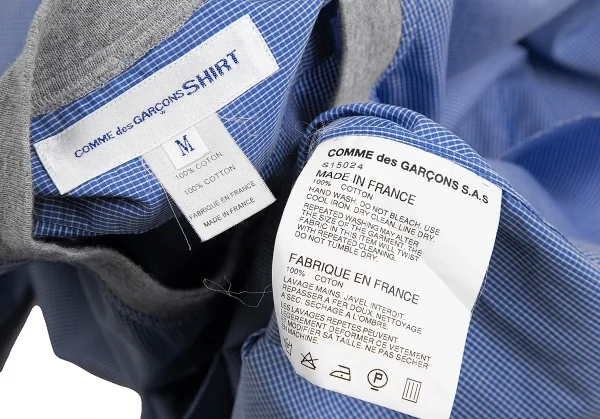 COMME des GARÇONS SHIRT
M
100% COTTON
100% COTTON
FABRIQUE EN FRANCE
MADE IN FRANCE
COMME des GARÇONS S.A.S
S15024
MADE IN FRANCE
100% COTTON
HAND WASH, DO NOT BLEACH, USE
COOL IRON, DRY CLEAN, LINE DRY.
REPEATED WASHING MAY ALTER
THE SIZE OF THE GARMENT. THE
FABRIC IN THIS ITEM WILL TWIST
WITH REPEATED CLEANING.
DO NOT TUMBLE DRY.
FABRIQUE EN FRANCE
100% COTON
LAVAGE MAINS, JAVEL INTERDIT,
REPASSER A FER DOUX, NETTOYAGE
A SEC, SECHAGE A L'OMBRE.
LES LAVAGES REPETES PEUVENT
LEGEREMENT DEFORMER CE VETEMENT
& MODIFIER SA TAILLE. NE PAS SECHER
MACHINE.
P